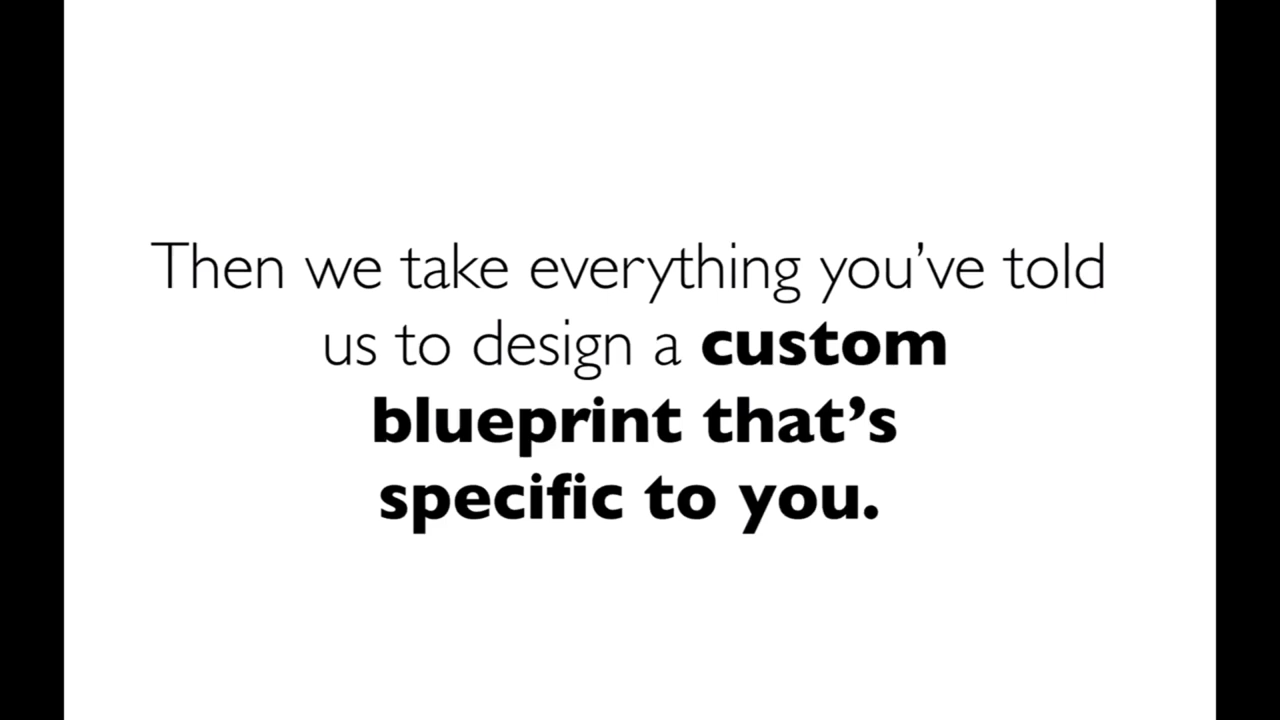 Then we take everything you’ve told
us to design a custom
blueprint that’s
specific to you.